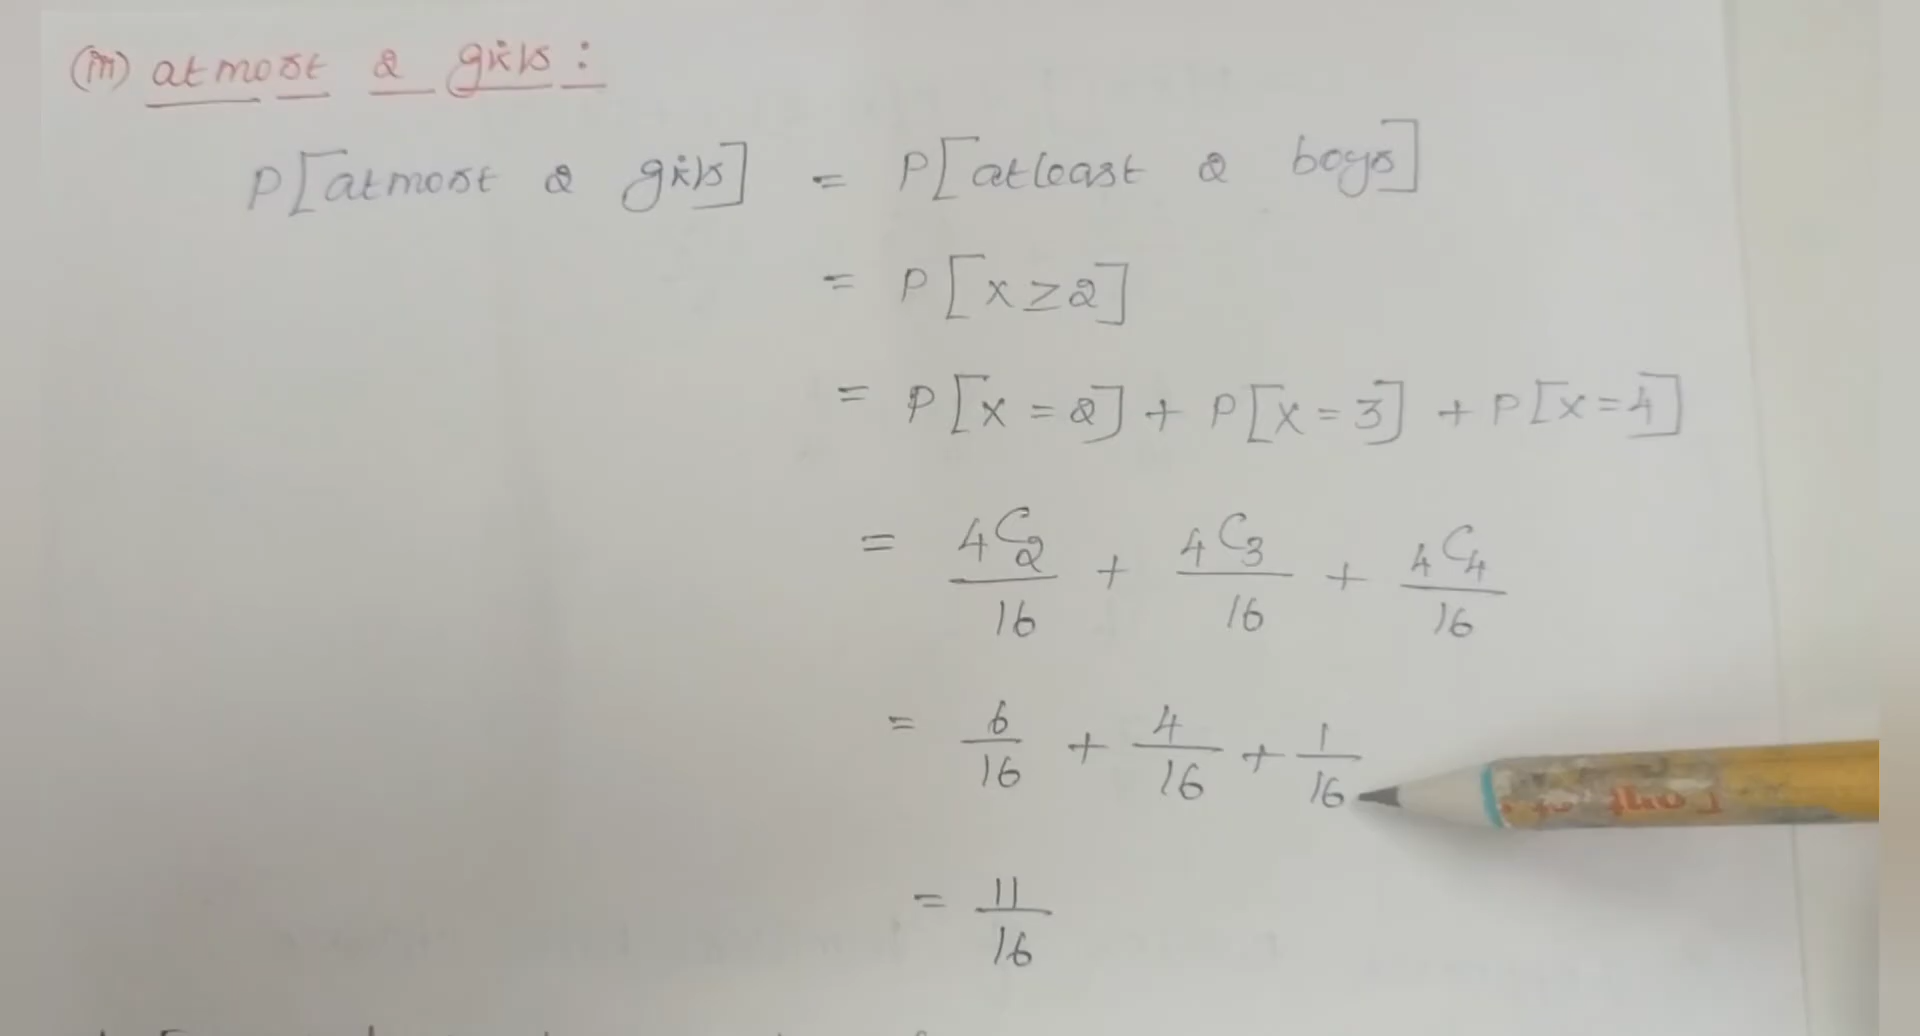 (iii) atmost 2 girls :
P[atmost 2 girls] = P[atleast 2 boys]
= P[x ≥ 2]
= P[x = 2] + P[x = 3] + P[x = 4]
= 4C2/16 + 4C3/16 + 4C4/16
= 6/16 + 4/16 + 1/16
= 11/16